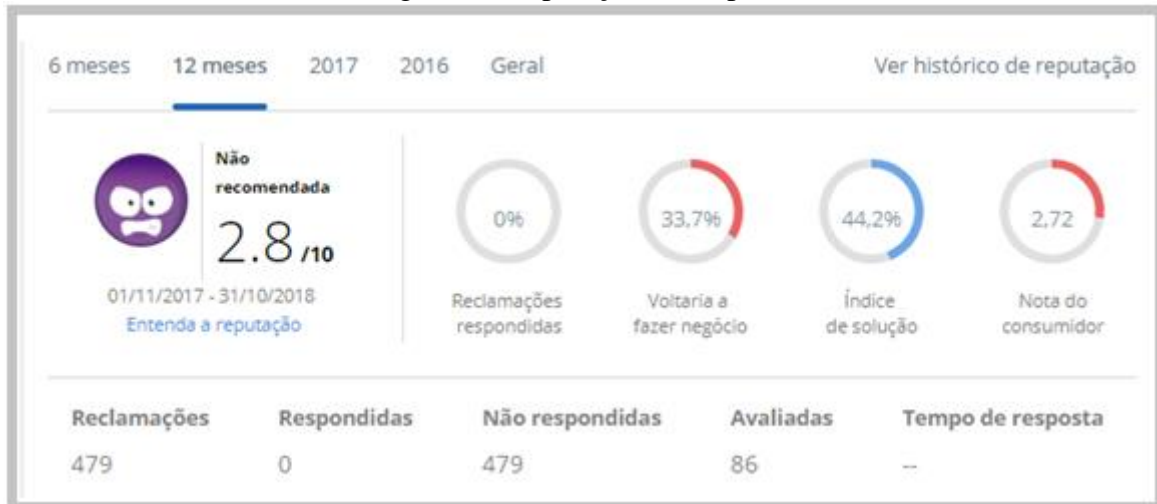 6 meses 12 meses 2017 2016 Geral Ver histórico de reputação
Não
recomendada
2.8 /10
01/11/2017 - 31/10/2018
Entenda a reputação
0%
Reclamações
respondidas
33,7%
Voltaria a
fazer negócio
44,2%
Índice
de solução
2,72
Nota do
consumidor
Reclamações Respondidas Não respondidas Avaliadas Tempo de resposta
479 0 479 86 --